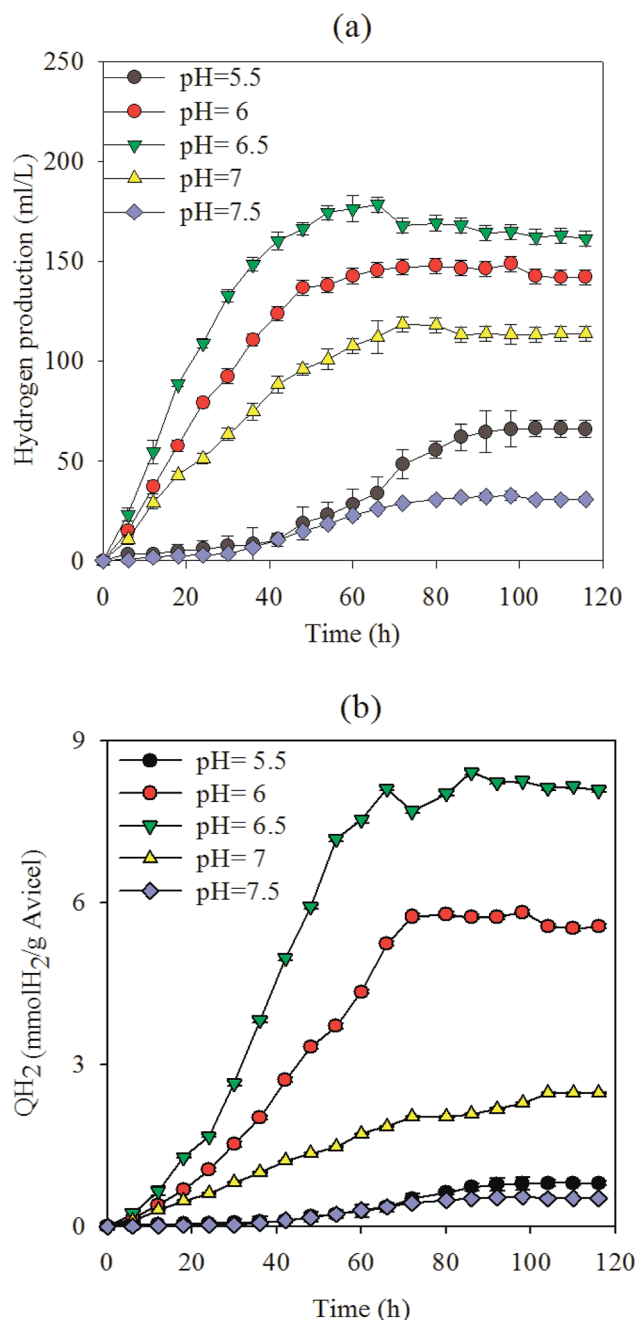 (a)
Hydrogen production (ml/L)
250
200
150
100
50
0
pH=5.5
pH= 6
pH= 6.5
pH=7
pH=7.5
0 20 40 60 80 100 120
Time (h)
(b)
QH2 (mmolH2/g Avicel)
9
6
3
0
pH= 5.5
pH= 6
pH= 6.5
pH= 7
pH=7.5
0 20 40 60 80 100 120
Time (h)